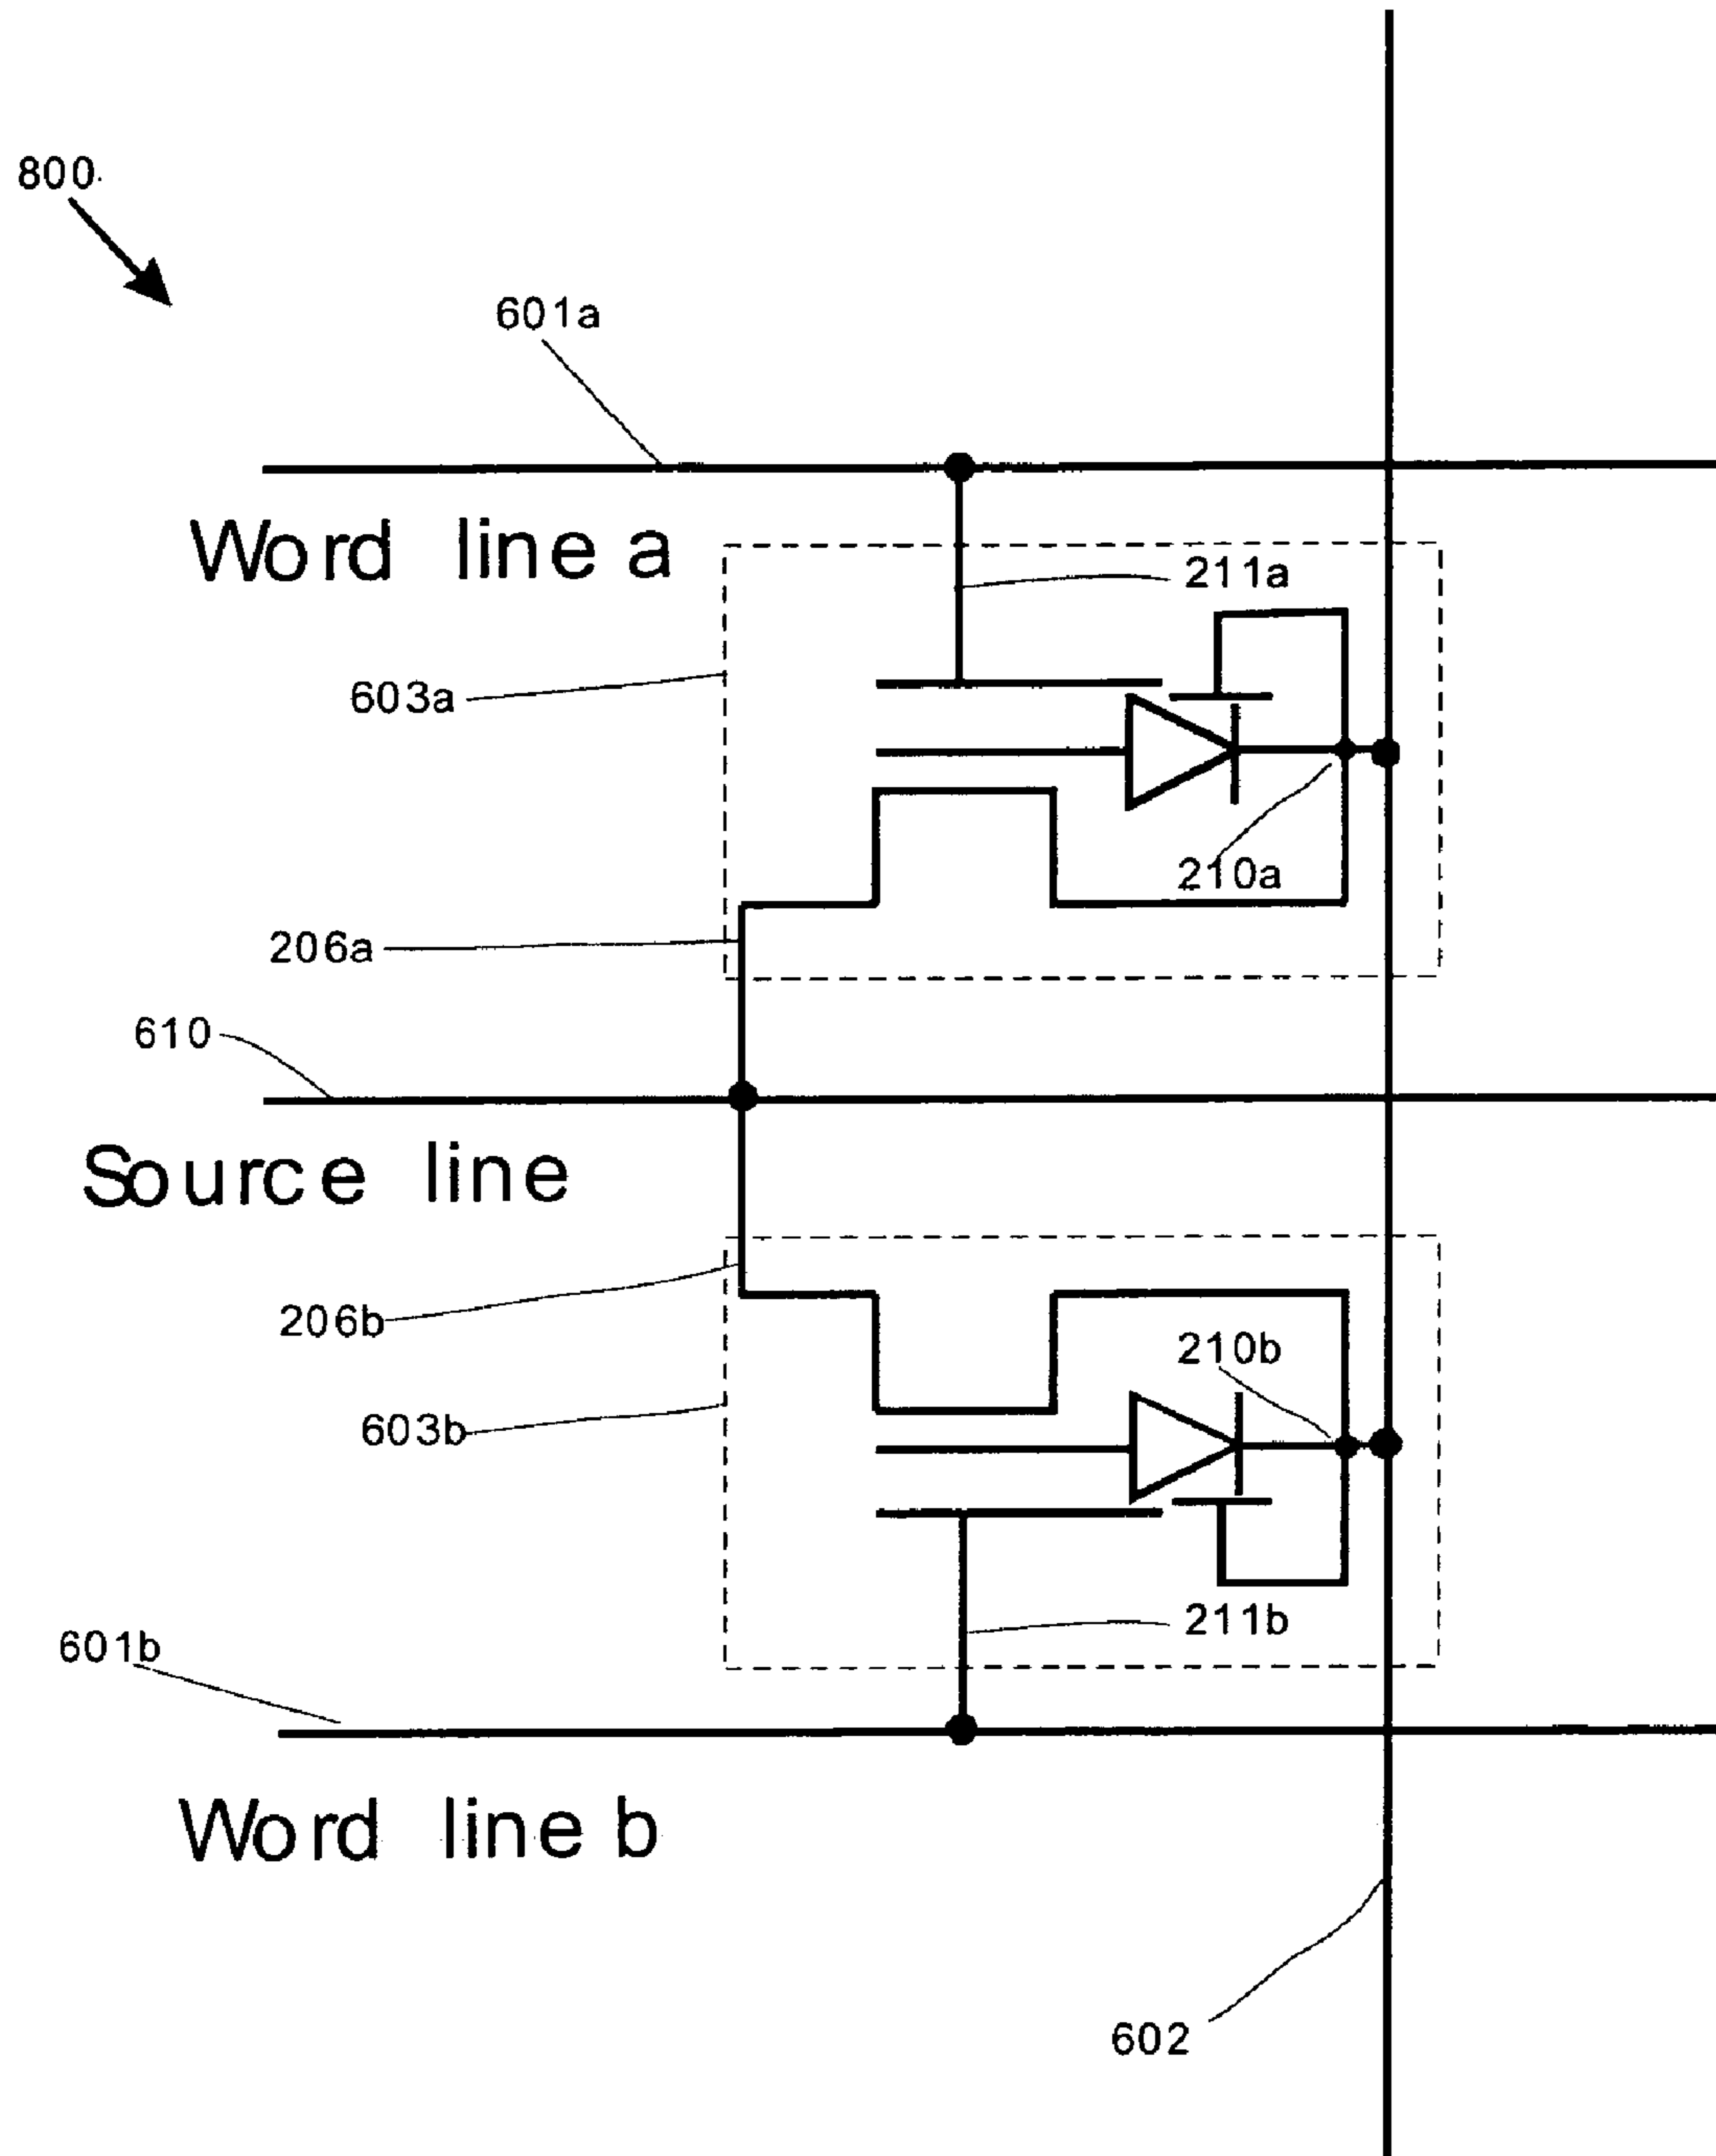 800
601a
Word line a
211a
603a
210a
206a
610
Source line
206b
210b
603b
211b
601b
Word line b
602